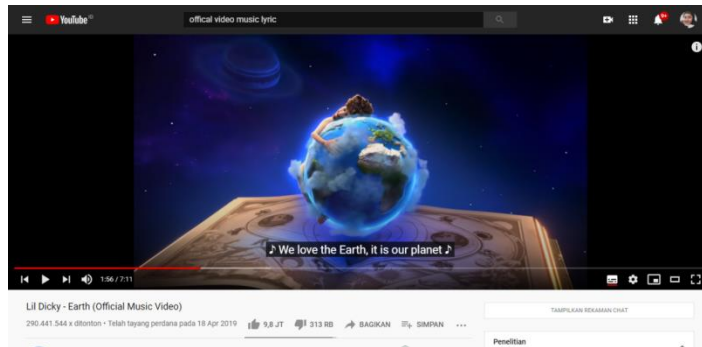 YouTube ID
offical video music lyric
9+
♪ We love the Earth, it is our planet ♪
1:56 / 7:11
Lil Dicky - Earth (Official Music Video)
290.441.544 x ditonton • Telah tayang perdana pada 18 Apr 2019
9,8 JT
313 RB
BAGIKAN
SIMPAN
TAMPILKAN REKAMAN CHAT
Penelitian